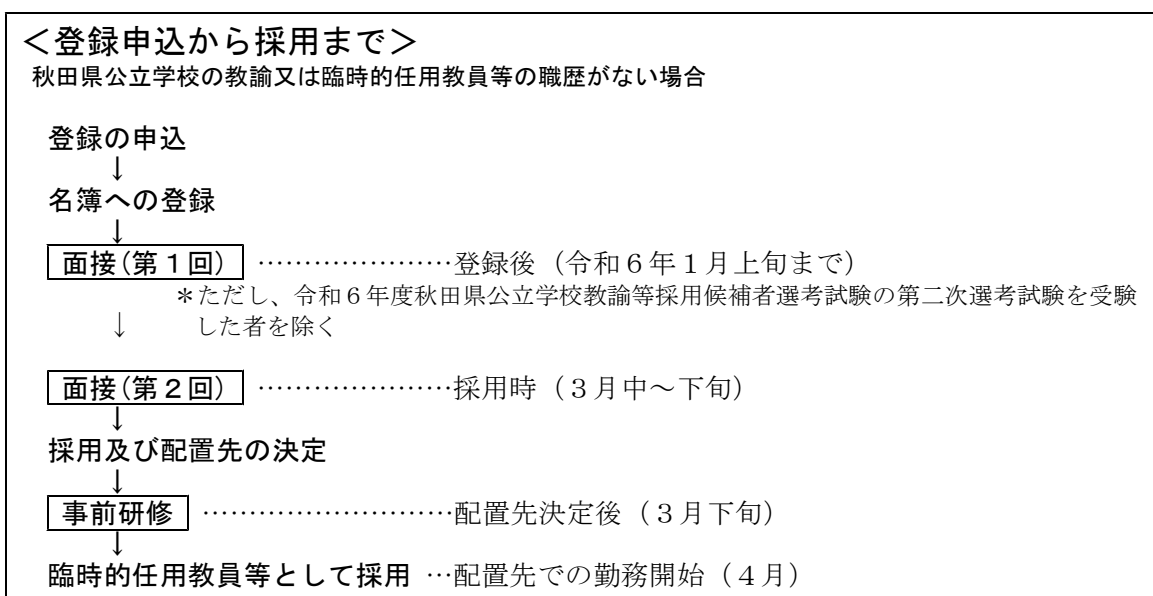 ＜登録申込から採用まで＞
秋田県公立学校の教諭又は臨時的任用教員等の職歴がない場合
登録の申込
↓
名簿への登録
↓
面接(第１回) …………………登録後（令和６年１月上旬まで）
＊ただし、令和６年度秋田県公立学校教諭等採用候補者選考試験の第二次選考試験を受験
↓ した者を除く
面接(第２回) …………………採用時（３月中～下旬）
↓
採用及び配置先の決定
↓
事前研修 ………………………配置先決定後（３月下旬）
↓
臨時的任用教員等として採用 …配置先での勤務開始（４月）